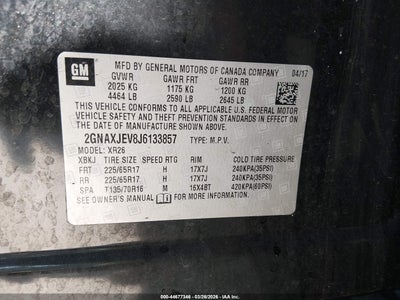 GM
MFD BY GENERAL MOTORS OF CANADA COMPANY 04/17
GVWR GAWR FRT GAWR RR
2025 KG 1175 KG 1200 KG
4464 LB 2590 LB 2645 LB
THIS VEHICLE CONFORMS TO ALL APPLICABLE U.S. FEDERAL MOTOR
VEHICLE SAFETY, BUMPER, AND THEFT PREVENTION STANDARDS IN
EFFECT ON THE DATE OF MANUFACTURE SHOWN ABOVE.
2GNAXJEV8J6133857 TYPE: M.P.V.
MODEL: XR26
XBKJ TIRE SIZE SPEED RTG RIM COLD TIRE PRESSURE
FRT 225/65R17 H 17X7J 240KPA(35PSI)
RR 225/65R17 H 17X7J 240KPA(35PSI)
SPA T135/70R16 M 16X4BT 420KPA(60PSI)
SEE OWNER'S MANUAL FOR MORE INFORMATION.
000-44677346 - 03/26/2026 - IAA Inc.